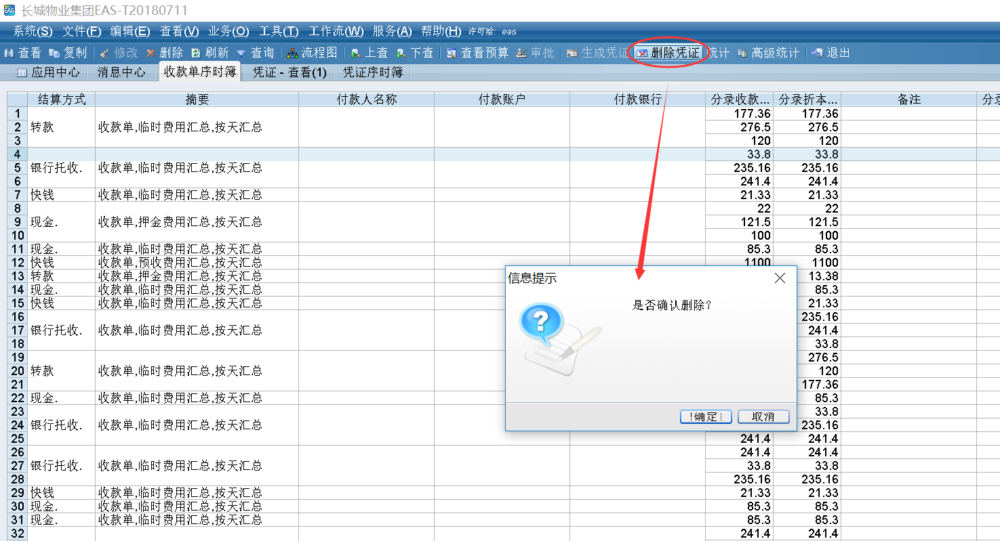 长城物业集团EAS-T20180711
系统(S) 文件(F) 编辑(E) 查看(V) 业务(O) 工具(T) 工作流(W) 服务(A) 帮助(H) 许可给: eas
查看 复制 修改 删除 刷新 查询 流程图 上查 下查 查看预算 审批 生成凭证 删除凭证 统计 高级统计 退出
应用中心 消息中心 收款单序时簿 凭证 - 查看(1) 凭证序时簿
结算方式 摘要 付款人名称 付款账户 付款银行 分录收款... 分录折本... 备注 分录
1 177.36 177.36
2 转款 收款单,临时费用汇总,按天汇总 276.5 276.5
3 120 120
4 33.8 33.8
5 银行托收. 收款单,临时费用汇总,按天汇总 235.16 235.16
6 241.4 241.4
7 快钱 收款单,临时费用汇总,按天汇总 21.33 21.33
8 22 22
9 现金. 收款单,押金费用汇总,按天汇总 121.5 121.5
10 100 100
11 现金. 收款单,临时费用汇总,按天汇总 85.3 85.3
12 快钱 收款单,预收费用汇总,按天汇总 1100 1100
13 转款 收款单,押金费用汇总,按天汇总 13.38
14 现金. 收款单,临时费用汇总,按天汇总 85.3
15 快钱 收款单,临时费用汇总,按天汇总 21.33
16 235.16
17 银行托收. 收款单,临时费用汇总,按天汇总 241.4
18 33.8
19 276.5
20 转款 收款单,临时费用汇总,按天汇总 120
21 177.36
22 现金. 收款单,临时费用汇总,按天汇总 85.3
23 33.8
24 银行托收. 收款单,临时费用汇总,按天汇总 235.16
25 241.4 241.4
26 241.4 241.4
27 银行托收. 收款单,临时费用汇总,按天汇总 33.8 33.8
28 235.16 235.16
29 快钱 收款单,临时费用汇总,按天汇总 21.33 21.33
30 现金. 收款单,临时费用汇总,按天汇总 85.3 85.3
31 现金. 收款单,临时费用汇总,按天汇总 85.3 85.3
32 241.4 241.4
信息提示
是否确认删除?
确定 取消